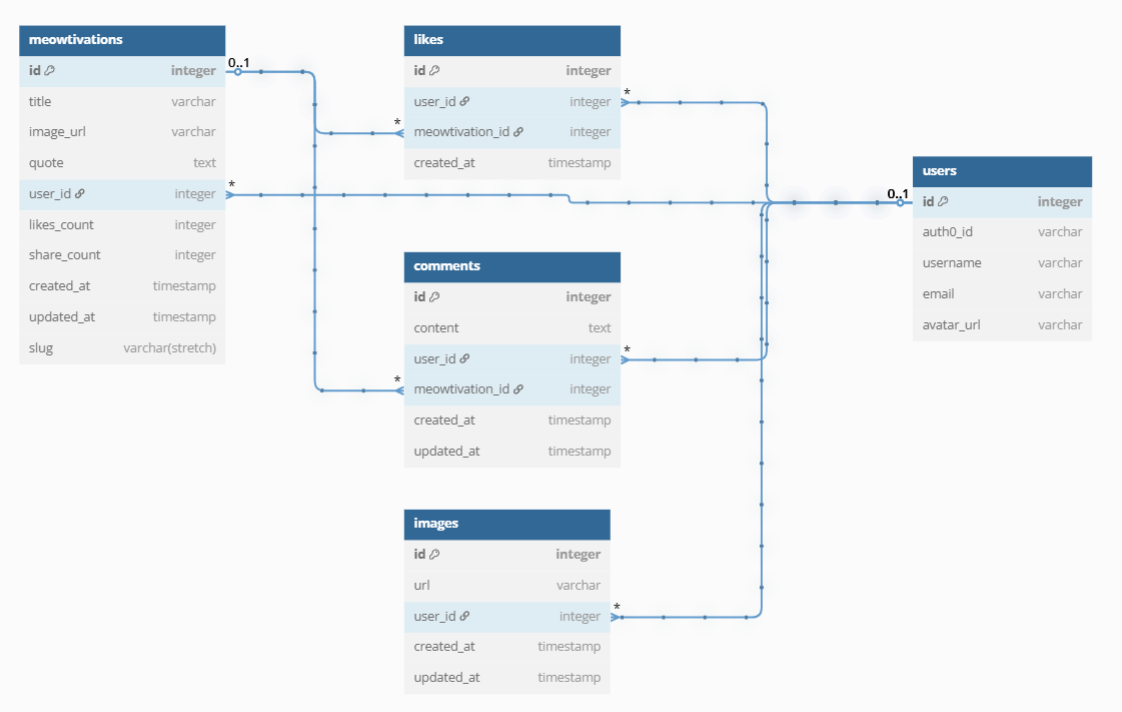 meowtivations
id integer
title varchar
image_url varchar
quote text
user_id integer
likes_count integer
share_count integer
created_at timestamp
updated_at timestamp
slug varchar(stretch)
0..1
*
likes
id integer
user_id integer
meowtivation_id integer
created_at timestamp
*
*
comments
id integer
content text
user_id integer
meowtivation_id integer
created_at timestamp
updated_at timestamp
*
*
images
id integer
url varchar
user_id integer
created_at timestamp
updated_at timestamp
*
users
id integer
auth0_id varchar
username varchar
email varchar
avatar_url varchar
0..1